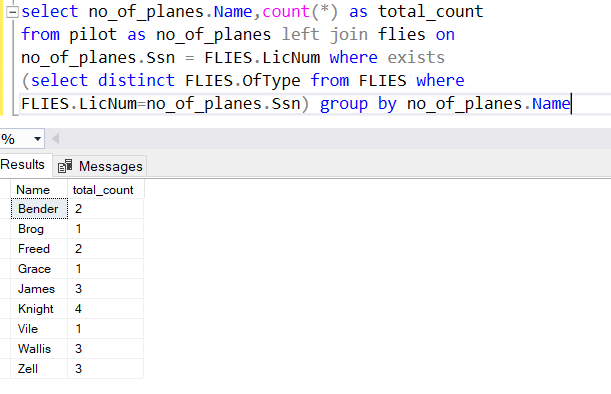 select no_of_planes.Name,count(*) as total_count
from pilot as no_of_planes left join flies on
no_of_planes.Ssn = FLIES.LicNum where exists
(select distinct FLIES.OfType from FLIES where
FLIES.LicNum=no_of_planes.Ssn) group by no_of_planes.Name
%
Results Messages
Name total_count
Bender 2
Brog 1
Freed 2
Grace 1
James 3
Knight 4
Vile 1
Wallis 3
Zell 3